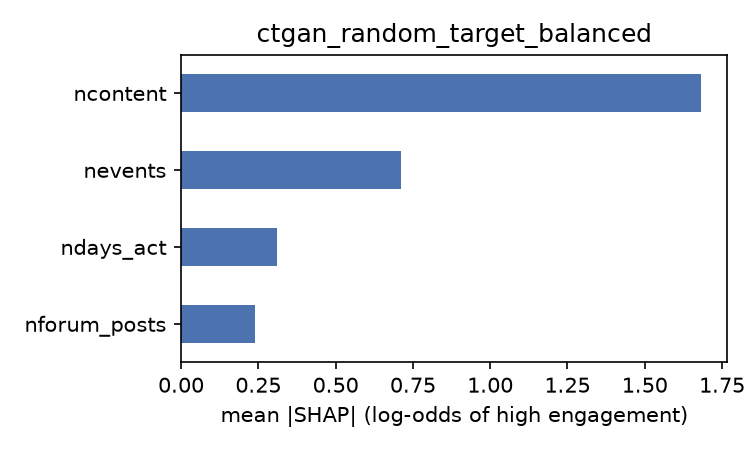 ctgan_random_target_balanced
ncontent
nevents
ndays_act
nforum_posts
0.00 0.25 0.50 0.75 1.00 1.25 1.50 1.75
mean |SHAP| (log-odds of high engagement)